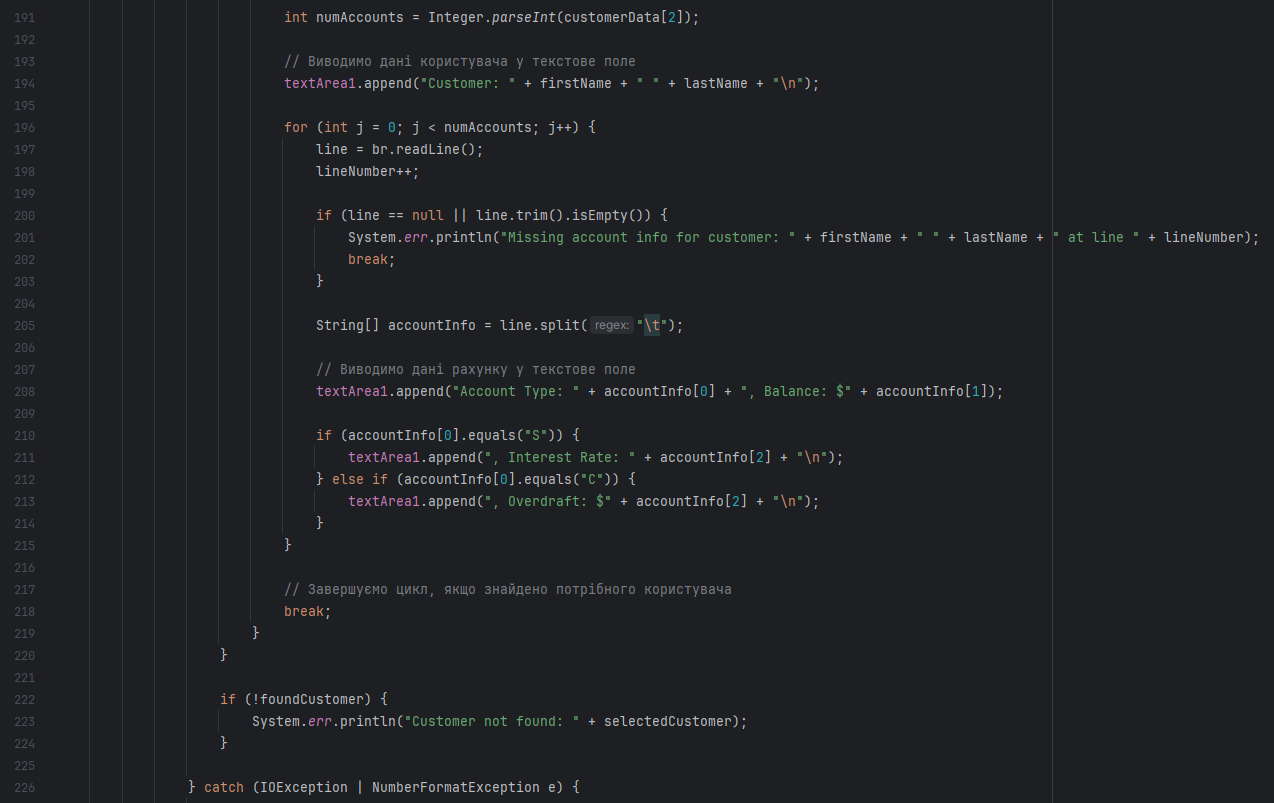 191 int numAccounts = Integer.parseInt(customerData[2]);
192
193 // Виводимо дані користувача у текстове поле
194 textArea1.append("Customer: " + firstName + " " + lastName + "\n");
195
196 for (int j = 0; j < numAccounts; j++) {
197 line = br.readLine();
198 lineNumber++;
199
200 if (line == null || line.trim().isEmpty()) {
201 System.err.println("Missing account info for customer: " + firstName + " " + lastName + " at line " + lineNumber);
202 break;
203 }
204
205 String[] accountInfo = line.split( regex: "\t");
206
207 // Виводимо дані рахунку у текстове поле
208 textArea1.append("Account Type: " + accountInfo[0] + ", Balance: $" + accountInfo[1]);
209
210 if (accountInfo[0].equals("S")) {
211 textArea1.append(", Interest Rate: " + accountInfo[2] + "\n");
212 } else if (accountInfo[0].equals("C")) {
213 textArea1.append(", Overdraft: $" + accountInfo[2] + "\n");
214 }
215 }
216
217 // Завершуємо цикл, якщо знайдено потрібного користувача
218 break;
219 }
220 }
221
222 if (!foundCustomer) {
223 System.err.println("Customer not found: " + selectedCustomer);
224 }
225
226 } catch (IOException | NumberFormatException e) {